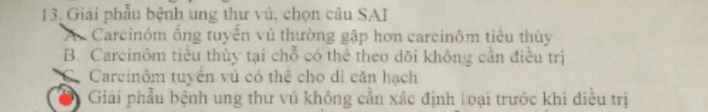 13. Giải phẫu bệnh ung thư vú, chọn câu SAI
A. Carcinôm ống tuyến vú thường gặp hơn carcinôm tiểu thùy
B. Carcinôm tiểu thùy tại chỗ có thể theo dõi không cần điều trị
C. Carcinôm tuyến vú có thể cho di căn hạch
Giải phẫu bệnh ung thư vú không cần xác định loại trước khi điều trị